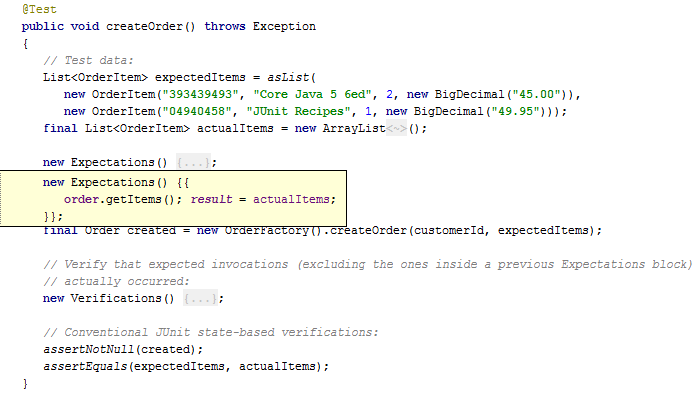 @Test
public void createOrder() throws Exception
{
// Test data:
List<OrderItem> expectedItems = asList(
new OrderItem("393439493", "Core Java 5 6ed", 2, new BigDecimal("45.00")),
new OrderItem("04940458", "JUnit Recipes", 1, new BigDecimal("49.95")));
final List<OrderItem> actualItems = new ArrayList<~>();
new Expectations() {...};
new Expectations() {{
order.getItems(); result = actualItems;
}};
final Order created = new OrderFactory().createOrder(customerId, expectedItems);
// Verify that expected invocations (excluding the ones inside a previous Expectations block)
// actually occurred:
new Verifications() {...};
// Conventional JUnit state-based verifications:
assertNotNull(created);
assertEquals(expectedItems, actualItems);
}